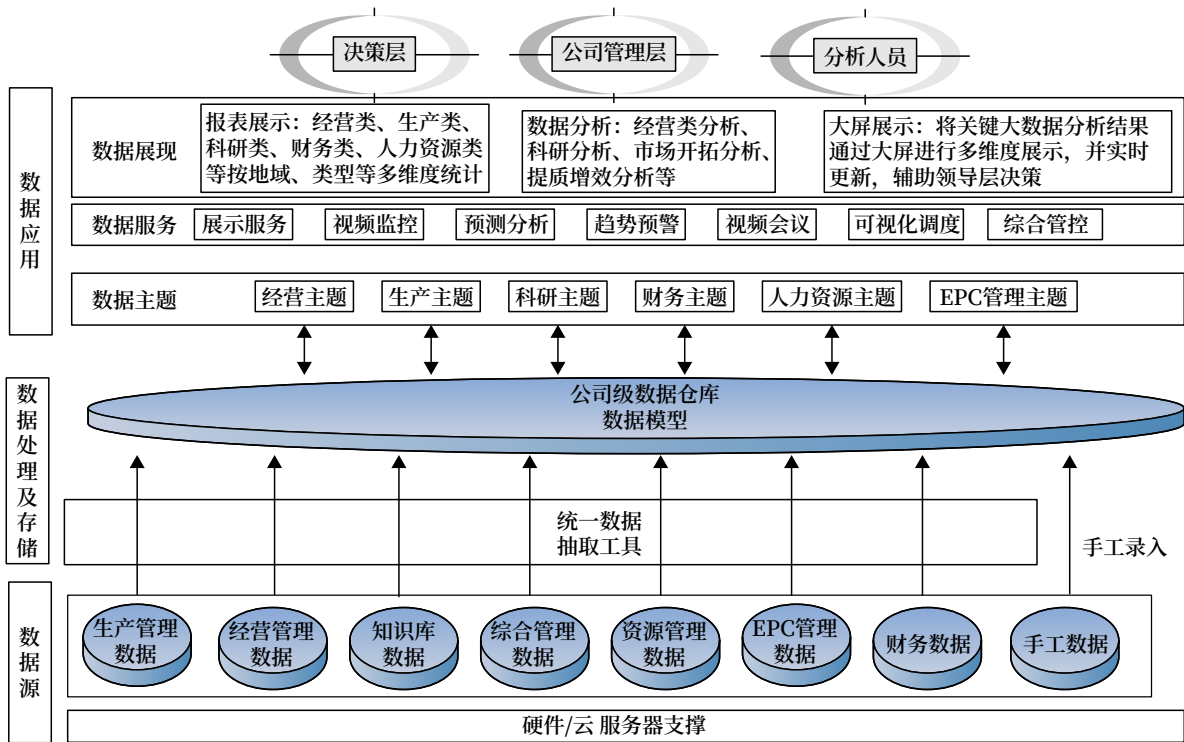 决策层
公司管理层
分析人员
数据应用
数据展现
报表展示：经营类、生产类、
科研类、财务类、人力资源类
等按地域、类型等多维度统计
数据分析：经营类分析、
科研分析、市场开拓分析、
提质增效分析等
大屏展示：将关键大数据分析结果
通过大屏进行多维度展示，并实时
更新，辅助领导层决策
数据服务
展示服务
视频监控
预测分析
趋势预警
视频会议
可视化调度
综合管控
数据主题
经营主题
生产主题
科研主题
财务主题
人力资源主题
EPC管理主题
数据处理及存储
公司级数据仓库
数据模型
统一数据
抽取工具
手工录入
数据源
生产管理
数据
经营管理
数据
知识库
数据
综合管理
数据
资源管理
数据
EPC管理
数据
财务数据
手工数据
硬件/云 服务器支撑